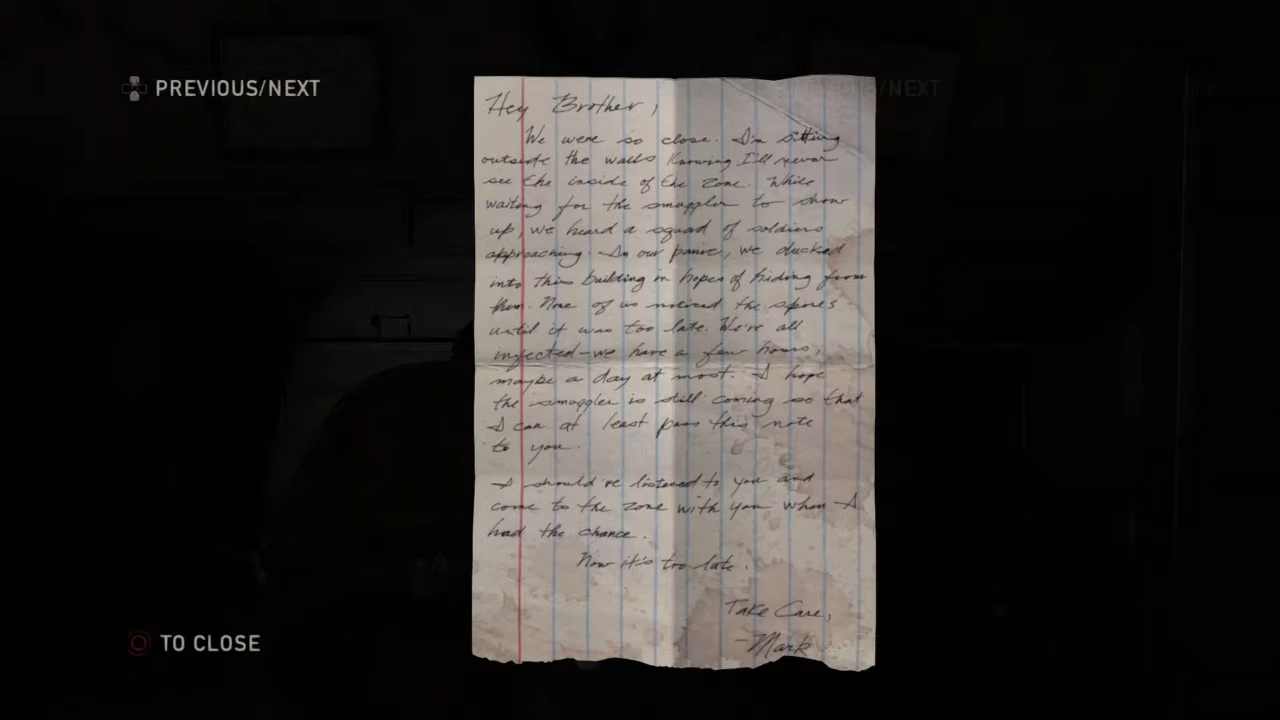 PREVIOUS/NEXT
Hey Brother,
We were so close. I'm sitting
outside the walls knowing I'll never
see the inside of the zone. While
waiting for the smuggler to show
up, we heard a squad of soldiers
approaching. In our panic, we ducked
into this building in hopes of hiding from
them. None of us noticed the spores
until it was too late. We're all
infected - we have a few hours,
maybe a day at most. I hope
the smuggler is still coming so that
I can at least pass this note
to you.
I should've listened to you and
come to the zone with you when I
had the chance.
Now it's too late.
Take Care,
-Mark
TO CLOSE